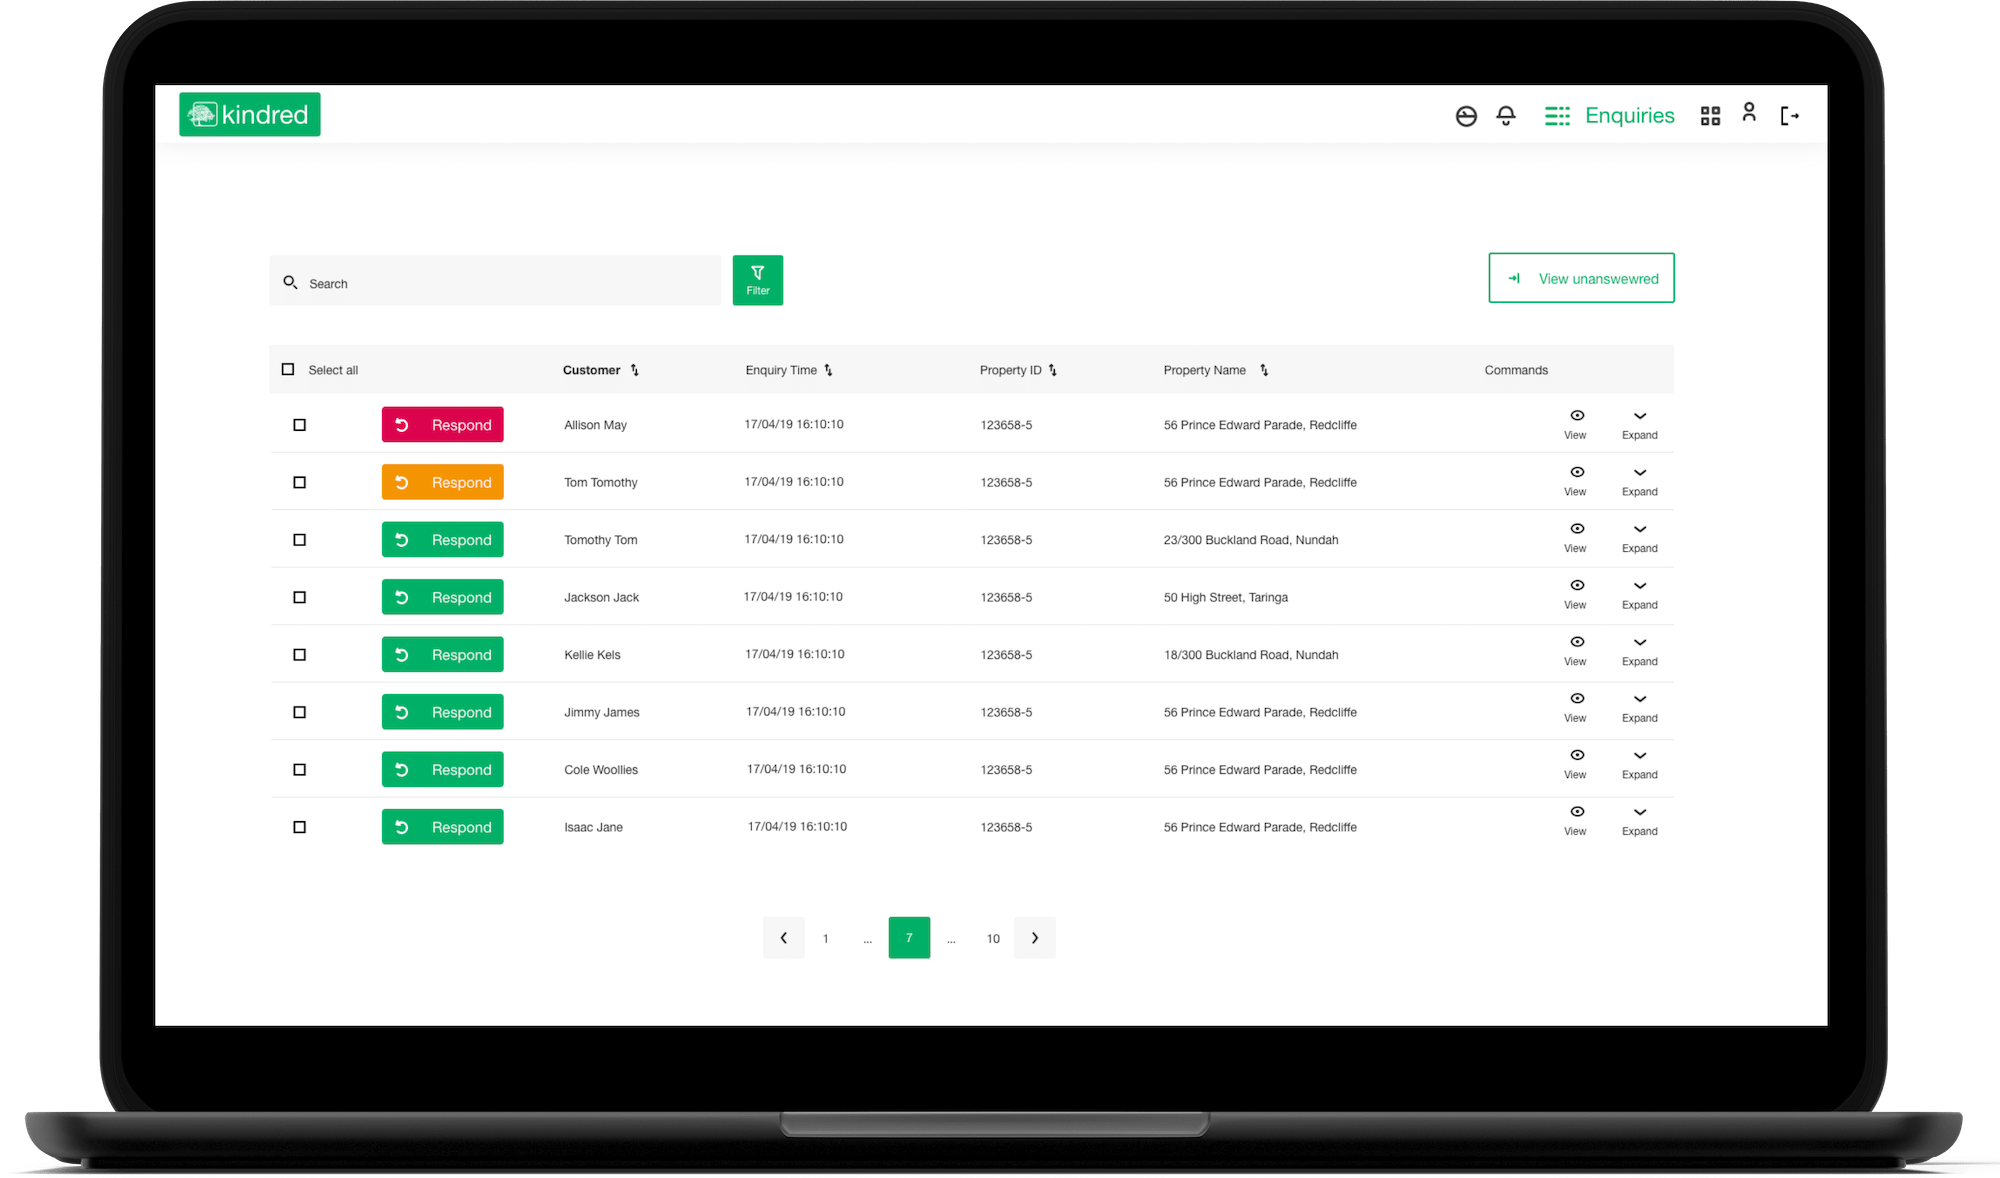 kindred
Enquiries
Search
Filter
View unanswewred
Select all Customer Enquiry Time Property ID Property Name Commands
Respond Allison May 17/04/19 16:10:10 123658-5 56 Prince Edward Parade, Redcliffe View Expand
Respond Tom Tomothy 17/04/19 16:10:10 123658-5 56 Prince Edward Parade, Redcliffe View Expand
Respond Tomothy Tom 17/04/19 16:10:10 123658-5 23/300 Buckland Road, Nundah View Expand
Respond Jackson Jack 17/04/19 16:10:10 123658-5 50 High Street, Taringa View Expand
Respond Kellie Kels 17/04/19 16:10:10 123658-5 18/300 Buckland Road, Nundah View Expand
Respond Jimmy James 17/04/19 16:10:10 123658-5 56 Prince Edward Parade, Redcliffe View Expand
Respond Cole Woollies 17/04/19 16:10:10 123658-5 56 Prince Edward Parade, Redcliffe View Expand
Respond Isaac Jane 17/04/19 16:10:10 123658-5 56 Prince Edward Parade, Redcliffe View Expand
1 ... 7 ... 10